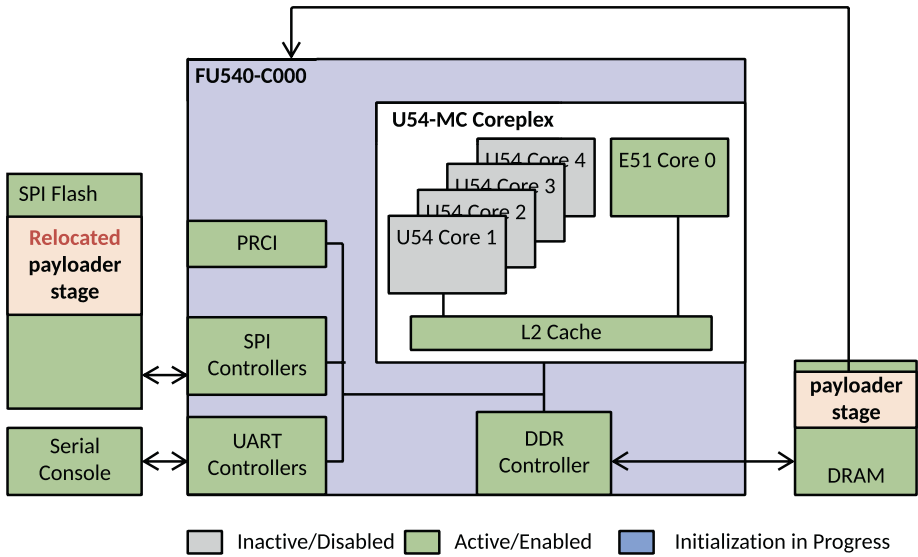 FU540-C000
U54-MC Coreplex
U54 Core 4
U54 Core 3
U54 Core 2
U54 Core 1
E51 Core 0
L2 Cache
SPI Flash
Relocated
payloader
stage
PRCI
SPI
Controllers
UART
Controllers
Serial
Console
DDR
Controller
payloader
stage
DRAM
Inactive/Disabled
Active/Enabled
Initialization in Progress